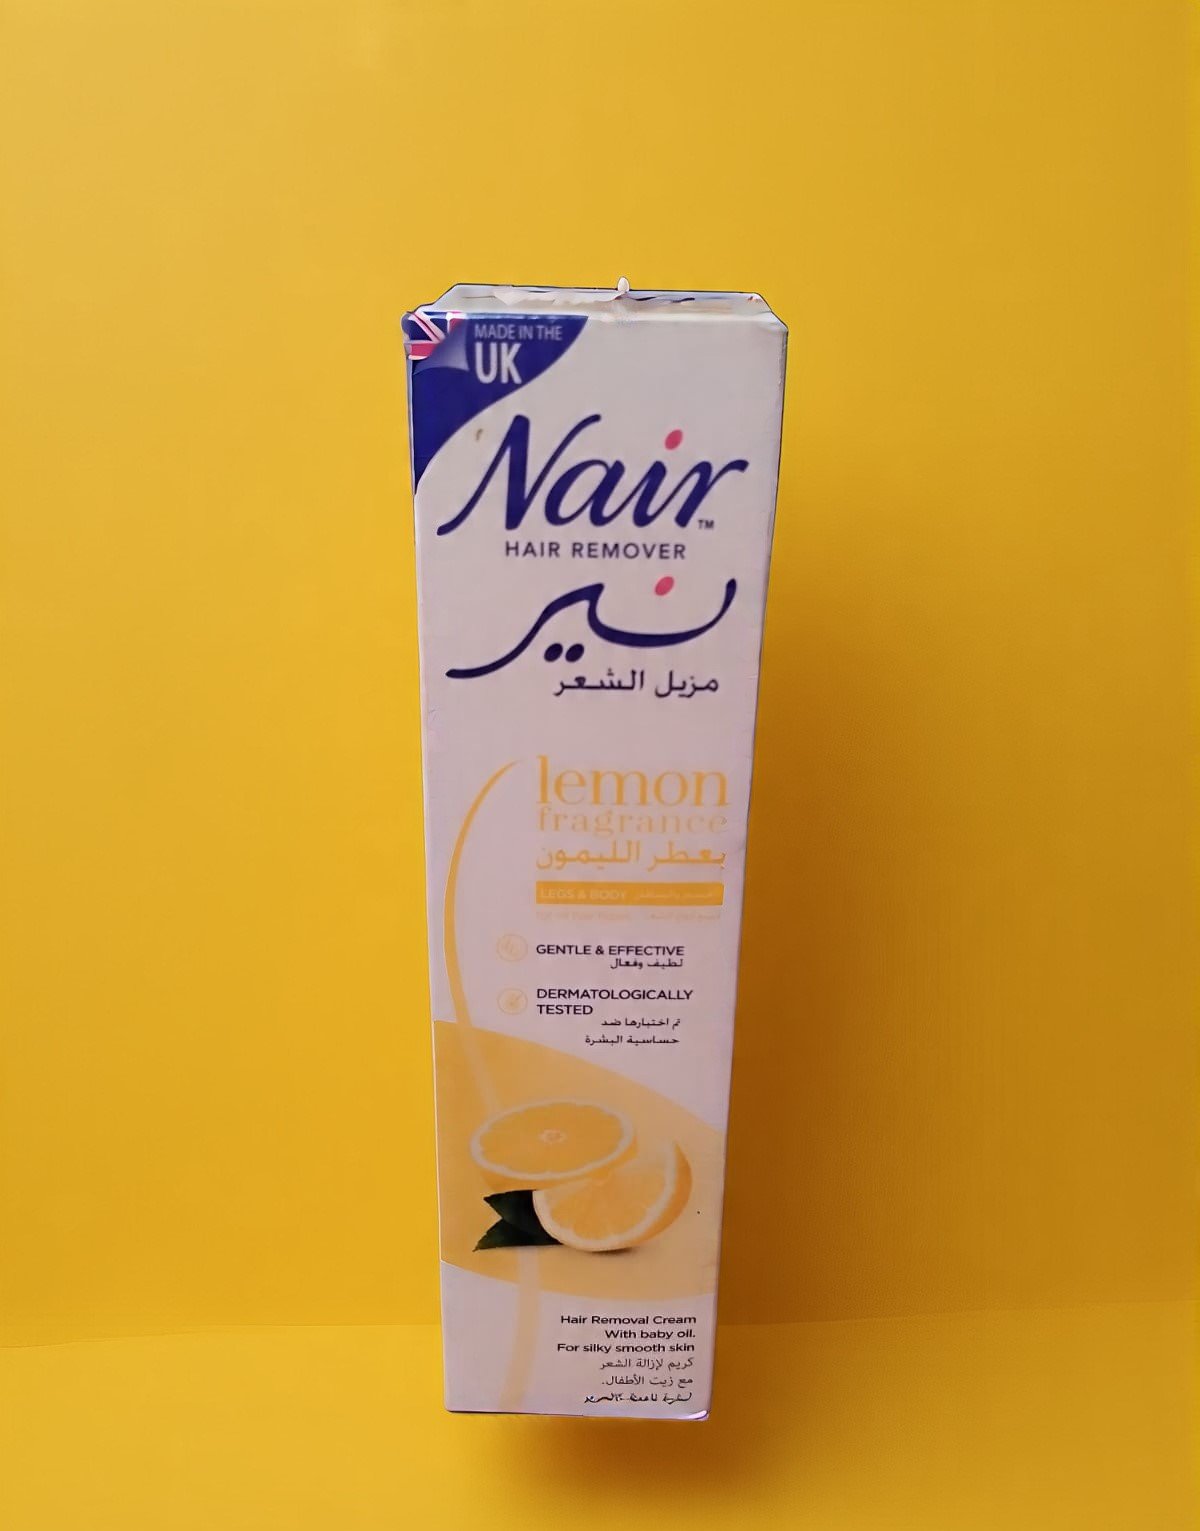 MADE IN THE
UK
Nair™
HAIR REMOVER
نير
مزيل الشعر
lemon
fragrance
بعطر الليمون
LEGS & BODY
GENTLE & EFFECTIVE
لطيف وفعال
DERMATOLOGICALLY
TESTED
تم اختبارها ضد
حساسية البشرة
Hair Removal Cream
With baby oil.
For silky smooth skin
كريم لإزالة الشعر
مع زيت الأطفال.